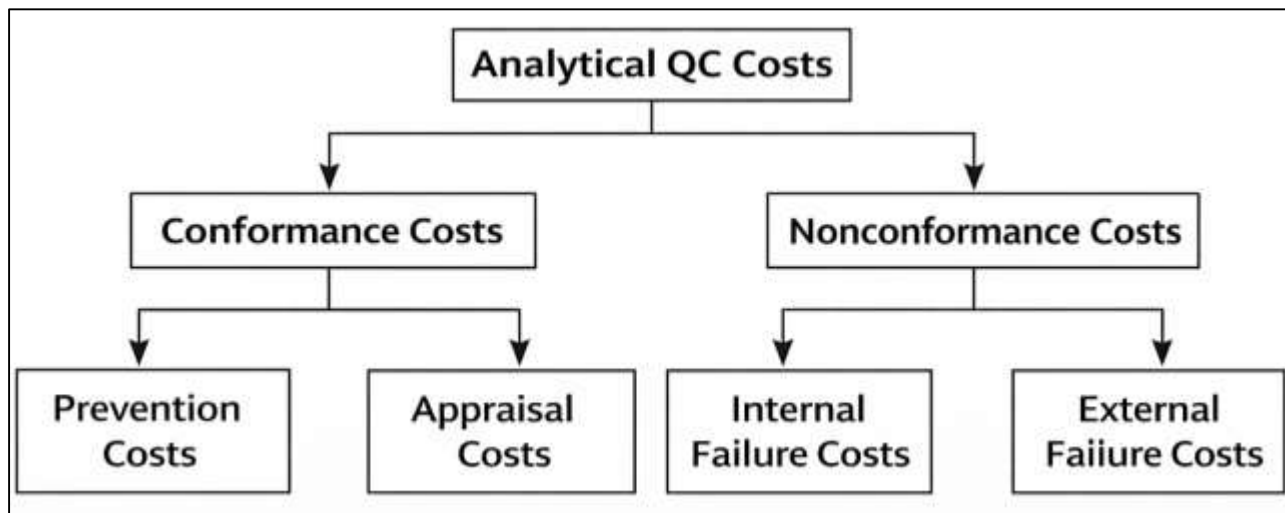 Analytical QC Costs
Conformance Costs
Nonconformance Costs
Prevention
Costs
Appraisal
Costs
Internal
Failure Costs
External
Faiiure Costs